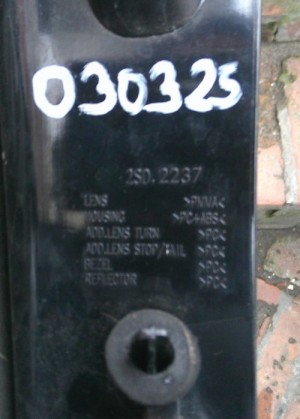 030325
2SD.2237
LENS >PMMA<
HOUSING >PC+ABS<
ADD.LENS TURN >PC<
ADD.LENS STOP/TAIL >PC<
BEZEL >PC<
REFLECTOR >PC<